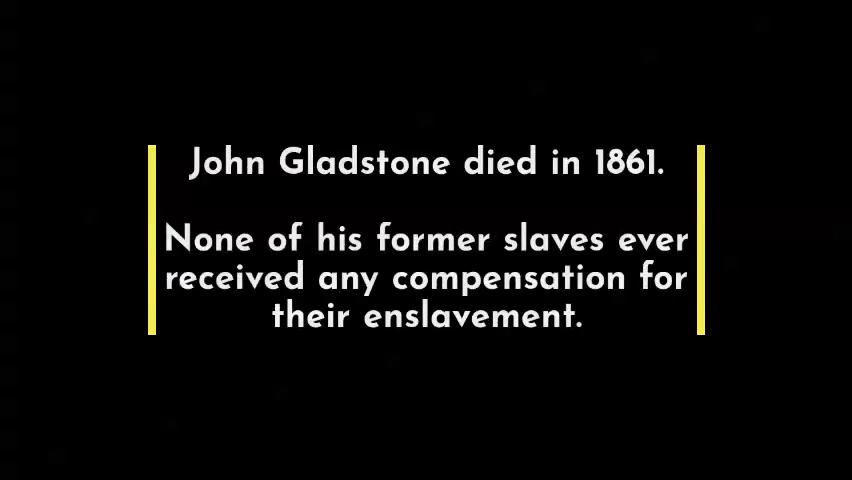 John Gladstone died in 1861.
None of his former slaves ever
received any compensation for
their enslavement.